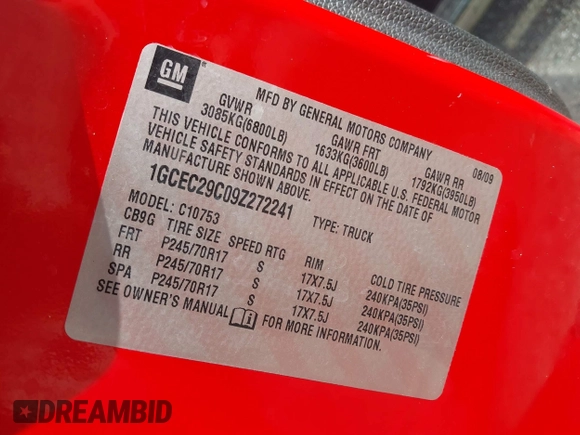 GM
MFD BY GENERAL MOTORS COMPANY
08/09
GVWR GAWR FRT GAWR RR
3085KG(6800LB) 1633KG(3600LB) 1792KG(3950LB)
THIS VEHICLE CONFORMS TO ALL APPLICABLE U.S. FEDERAL MOTOR
VEHICLE SAFETY STANDARDS IN EFFECT ON THE DATE OF
MANUFACTURE SHOWN ABOVE.
1GCEC29C09Z272241 TYPE: TRUCK
MODEL: C10753
CB9G TIRE SIZE SPEED RTG RIM COLD TIRE PRESSURE
FRT P245/70R17 S 17X7.5J 240KPA(35PSI)
RR P245/70R17 S 17X7.5J 240KPA(35PSI)
SPA P245/70R17 S 17X7.5J 240KPA(35PSI)
SEE OWNER'S MANUAL FOR MORE INFORMATION.
DREAMBID